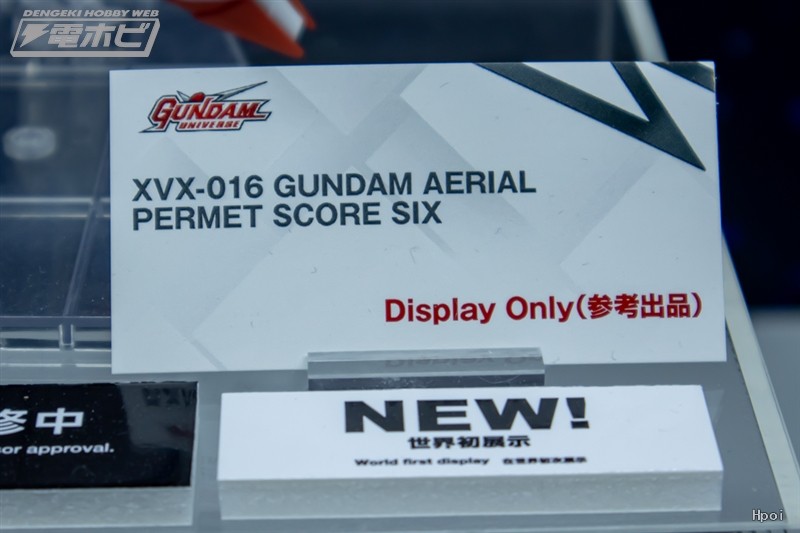 DENGEKI HOBBY WEB
電ホビ
GUNDAM
UNIVERSE
XVX-016 GUNDAM AERIAL
PERMET SCORE SIX
Display Only(参考出品)
修中
sor approval.
NEW!
世界初展示
World first display
Hpoi